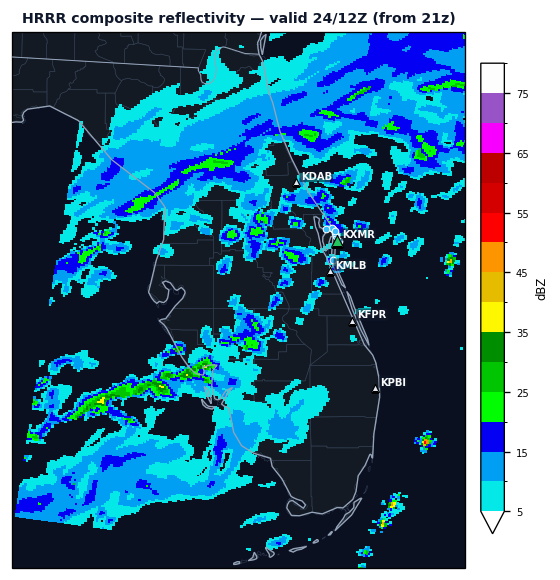 HRRR composite reflectivity — valid 24/12Z (from 21z)
KDAB
KXMR
KMLB
KFPR
KPBI
75
65
55
45
35
25
15
5
dBZ